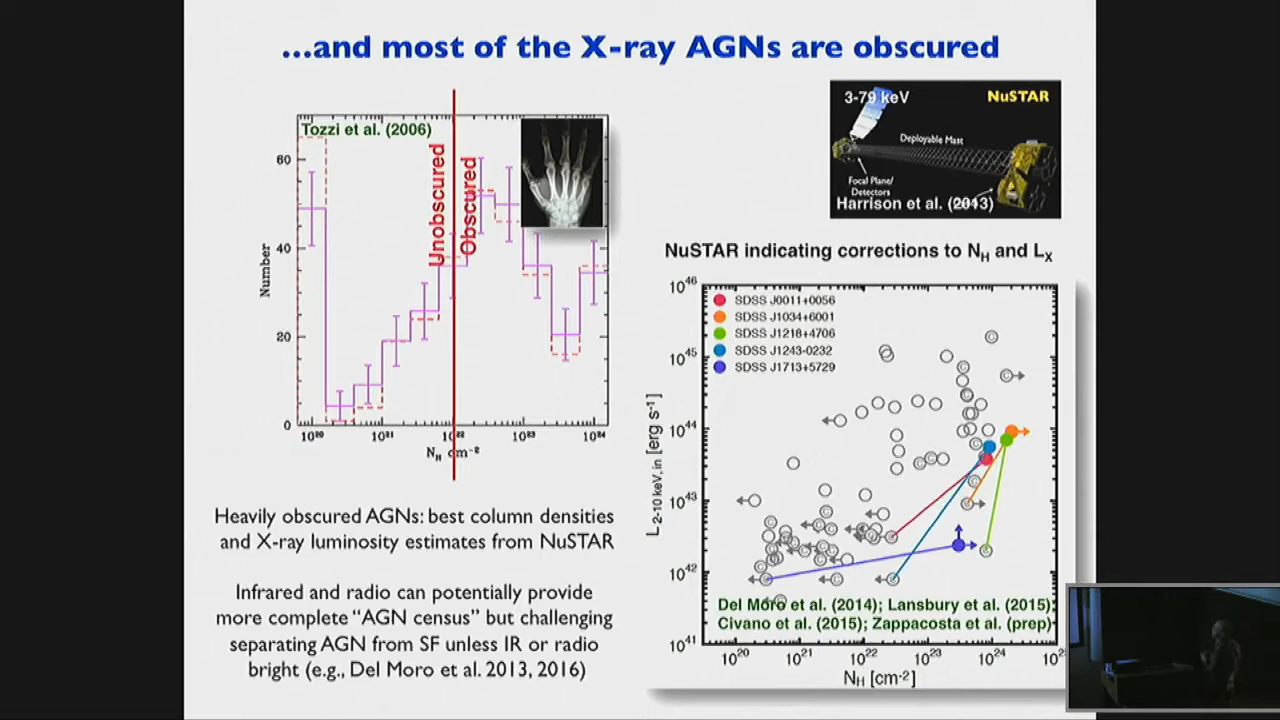 ...and most of the X-ray AGNs are obscured
Tozzi et al. (2006)
Unobscured
Obscured
Number
60
40
20
0
10²⁰
10²¹
10²²
10²³
10²⁴
N_H cm⁻²
3-79 keV
NuSTAR
Deployable Mast
Focal Plane/
Detectors
Harrison et al. (2013)
NuSTAR indicating corrections to N_H and L_X
SDSS J0011+0056
SDSS J1034+6001
SDSS J1218+4706
SDSS J1243-0232
SDSS J1713+5729
L_2-10 keV, in [erg s⁻¹]
10⁴⁶
10⁴⁵
10⁴⁴
10⁴³
10⁴²
10⁴¹
Del Moro et al. (2014); Lansbury et al. (2015);
Civano et al. (2015); Zappacosta et al. (prep)
10²⁰
10²¹
10²²
10²³
10²⁴
N_H [cm⁻²]
Heavily obscured AGNs: best column densities
and X-ray luminosity estimates from NuSTAR
Infrared and radio can potentially provide
more complete “AGN census” but challenging
separating AGN from SF unless IR or radio
bright (e.g., Del Moro et al. 2013, 2016)